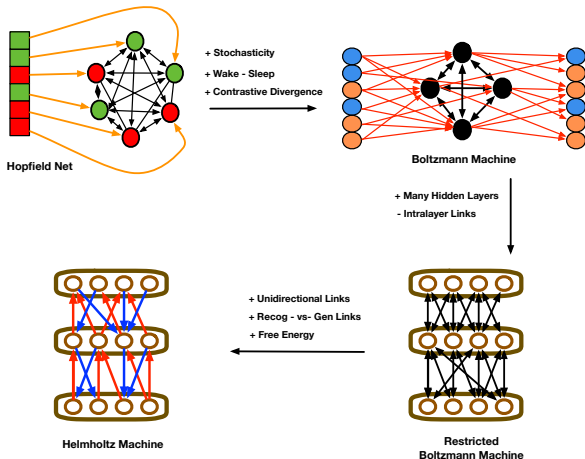 + Stochasticity
+ Wake - Sleep
+ Contrastive Divergence
Hopfield Net
Boltzmann Machine
+ Many Hidden Layers
- Intralayer Links
+ Unidirectional Links
+ Recog - vs- Gen Links
+ Free Energy
Helmholtz Machine
Restricted
Boltzmann Machine